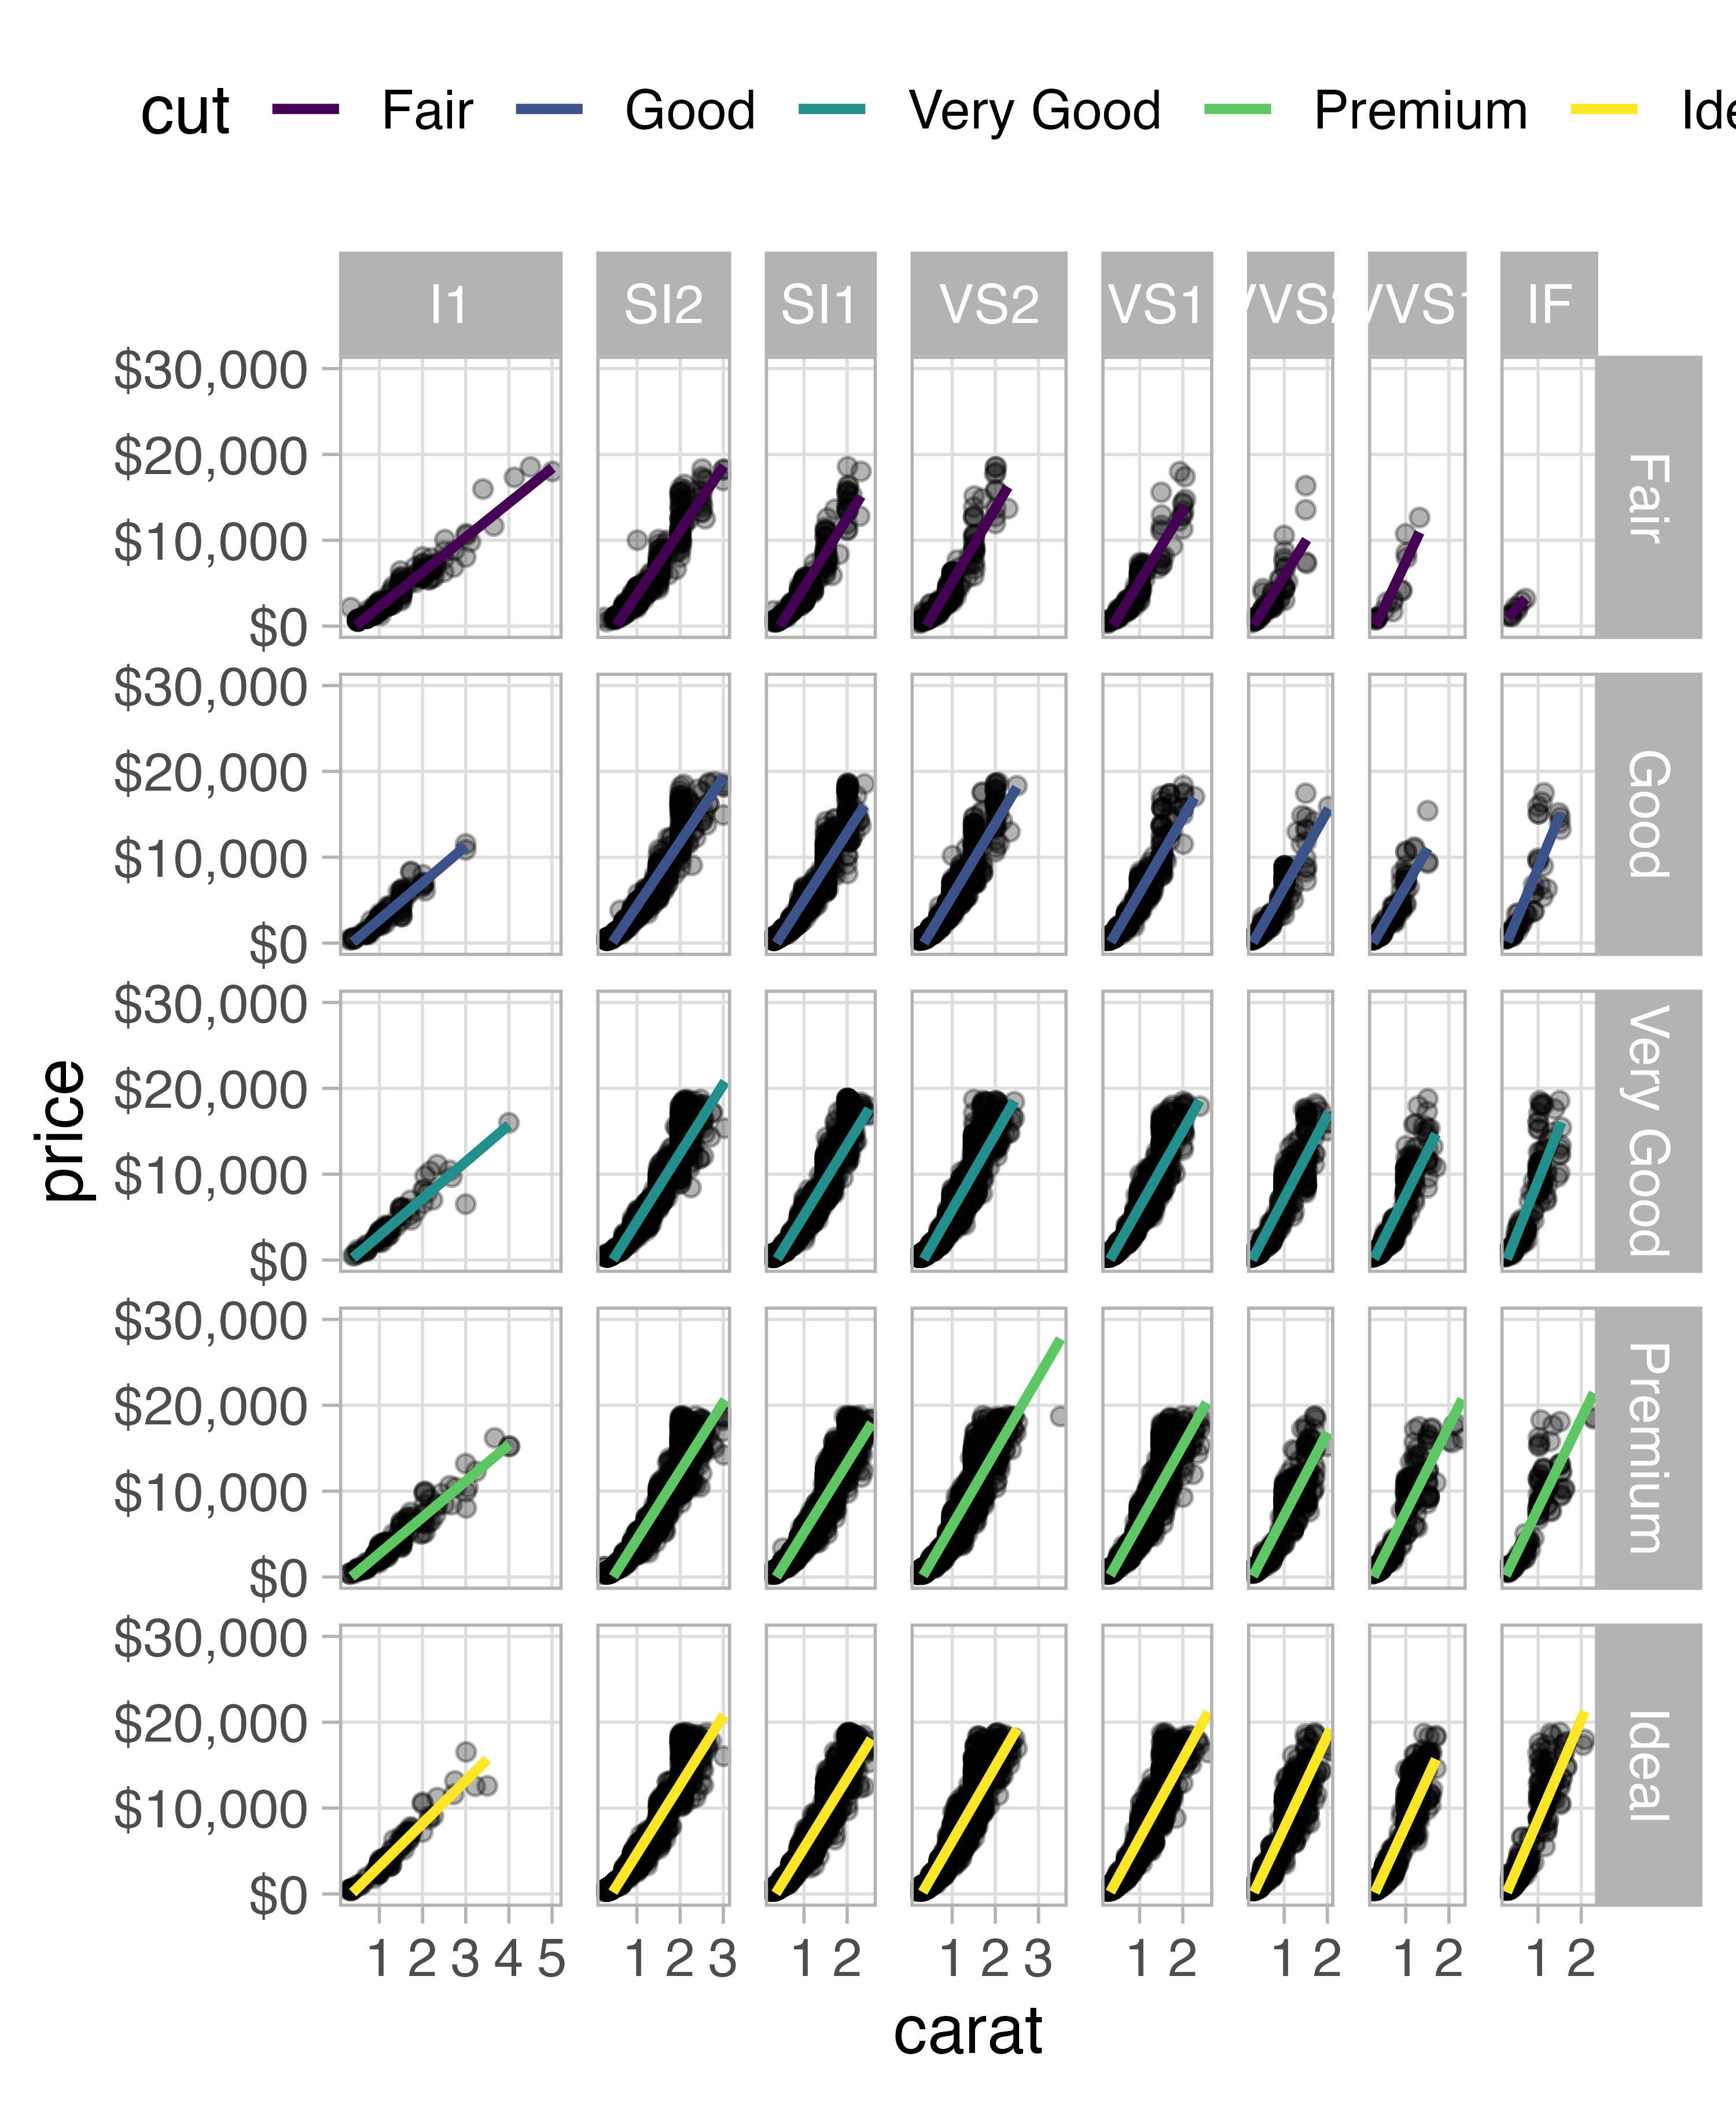 cut Fair Good Very Good Premium Ide
I1 SI2 SI1 VS2 VS1 VVS2 VVS1 IF
$30,000
$20,000
$10,000
$0
Fair
$30,000
$20,000
$10,000
$0
Good
$30,000
$20,000
$10,000
$0
Very Good
$30,000
$20,000
$10,000
$0
Premium
$30,000
$20,000
$10,000
$0
Ideal
price
1 2 3 4 5 1 2 3 1 2 1 2 3 1 2 1 2 1 2 1 2
carat